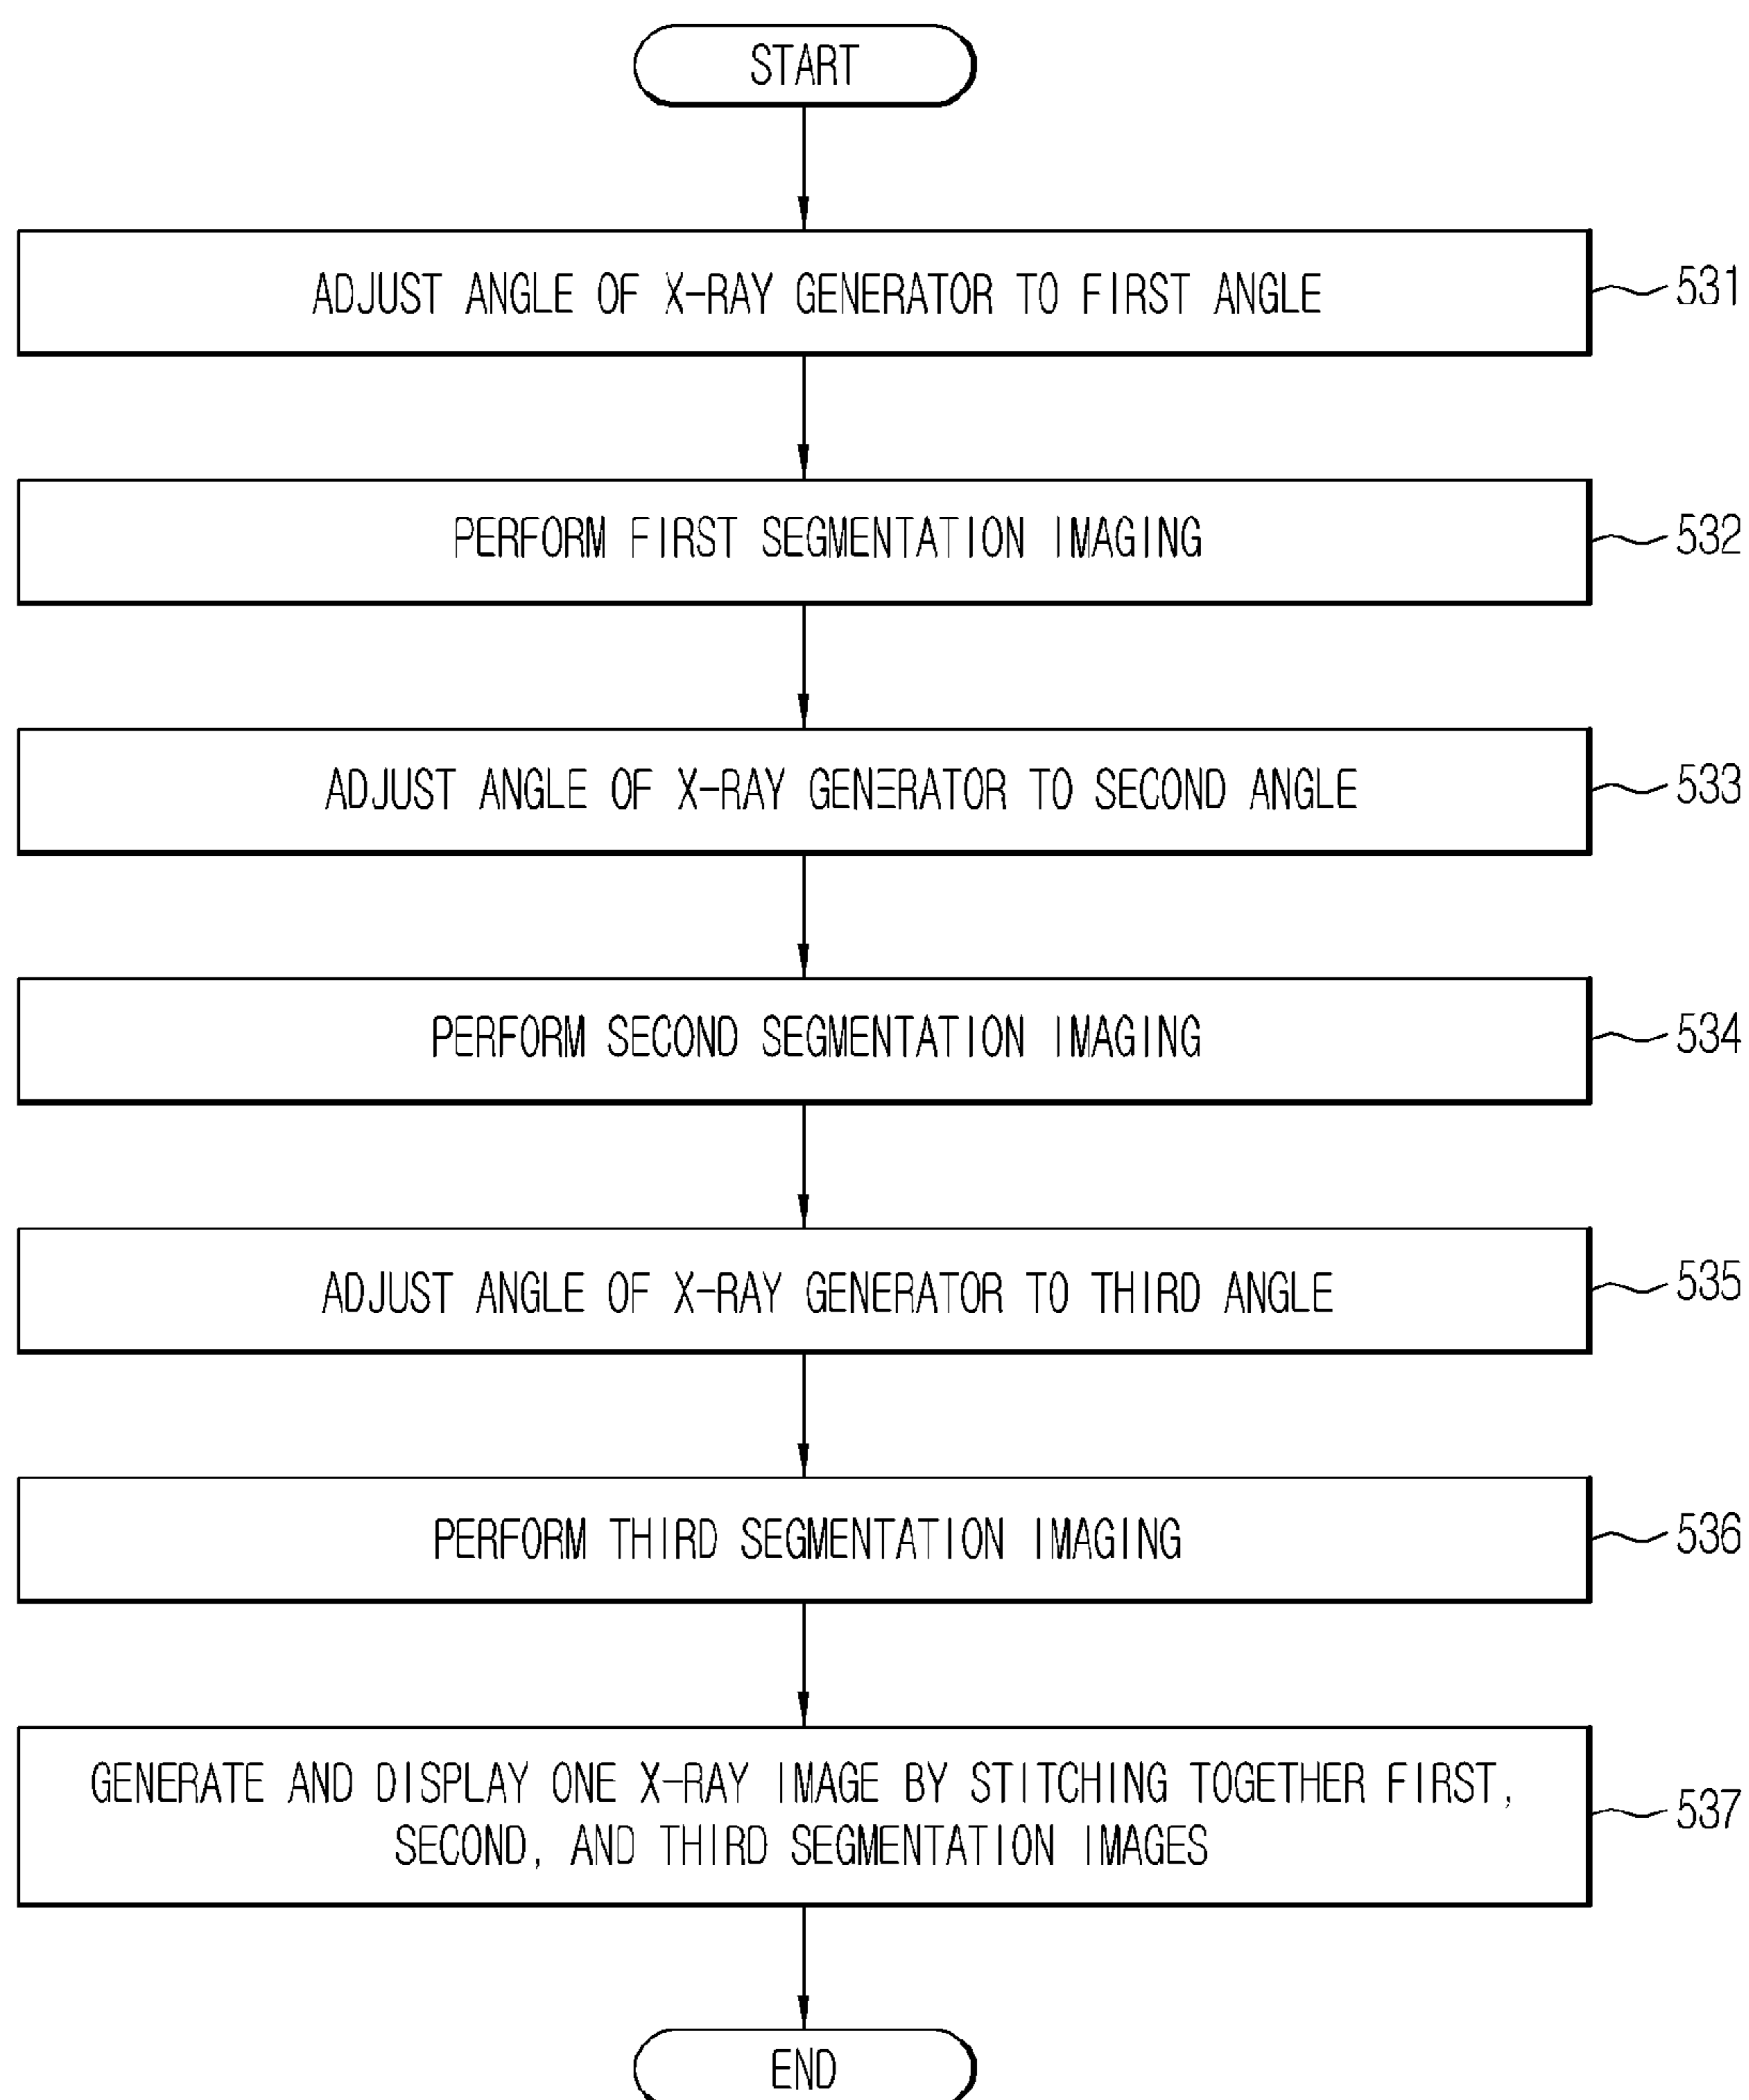 START
ADJUST ANGLE OF X-RAY GENERATOR TO FIRST ANGLE
531
PERFORM FIRST SEGMENTATION IMAGING
532
ADJUST ANGLE OF X-RAY GENERATOR TO SECOND ANGLE
533
PERFORM SECOND SEGMENTATION IMAGING
534
ADJUST ANGLE OF X-RAY GENERATOR TO THIRD ANGLE
535
PERFORM THIRD SEGMENTATION IMAGING
536
GENERATE AND DISPLAY ONE X-RAY IMAGE BY STITCHING TOGETHER FIRST,
SECOND, AND THIRD SEGMENTATION IMAGES
537
END